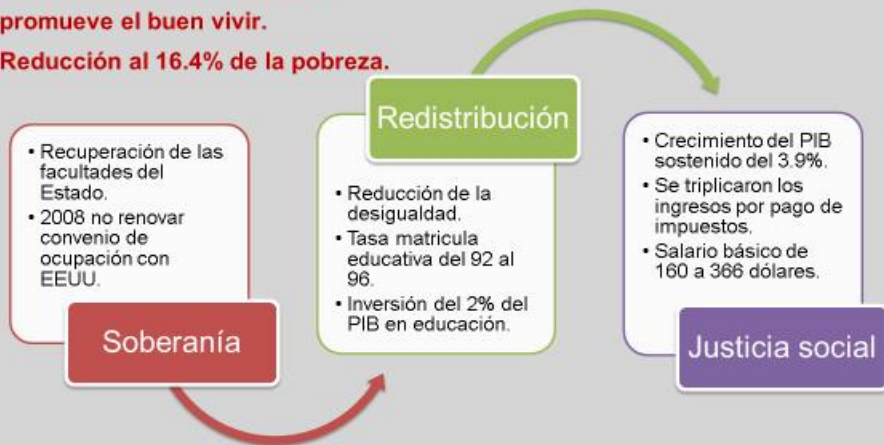 promueve el buen vivir.
Reducción al 16.4% de la pobreza.
• Recuperación de las
facultades del
Estado.
• 2008 no renovar
convenio de
ocupación con
EEUU.
Soberanía
Redistribución
• Reducción de la
desigualdad.
• Tasa matricula
educativa del 92 al
96.
• Inversión del 2% del
PIB en educación.
• Crecimiento del PIB
sostenido del 3.9%.
• Se triplicaron los
ingresos por pago de
impuestos.
• Salario básico de
160 a 366 dólares.
Justicia social